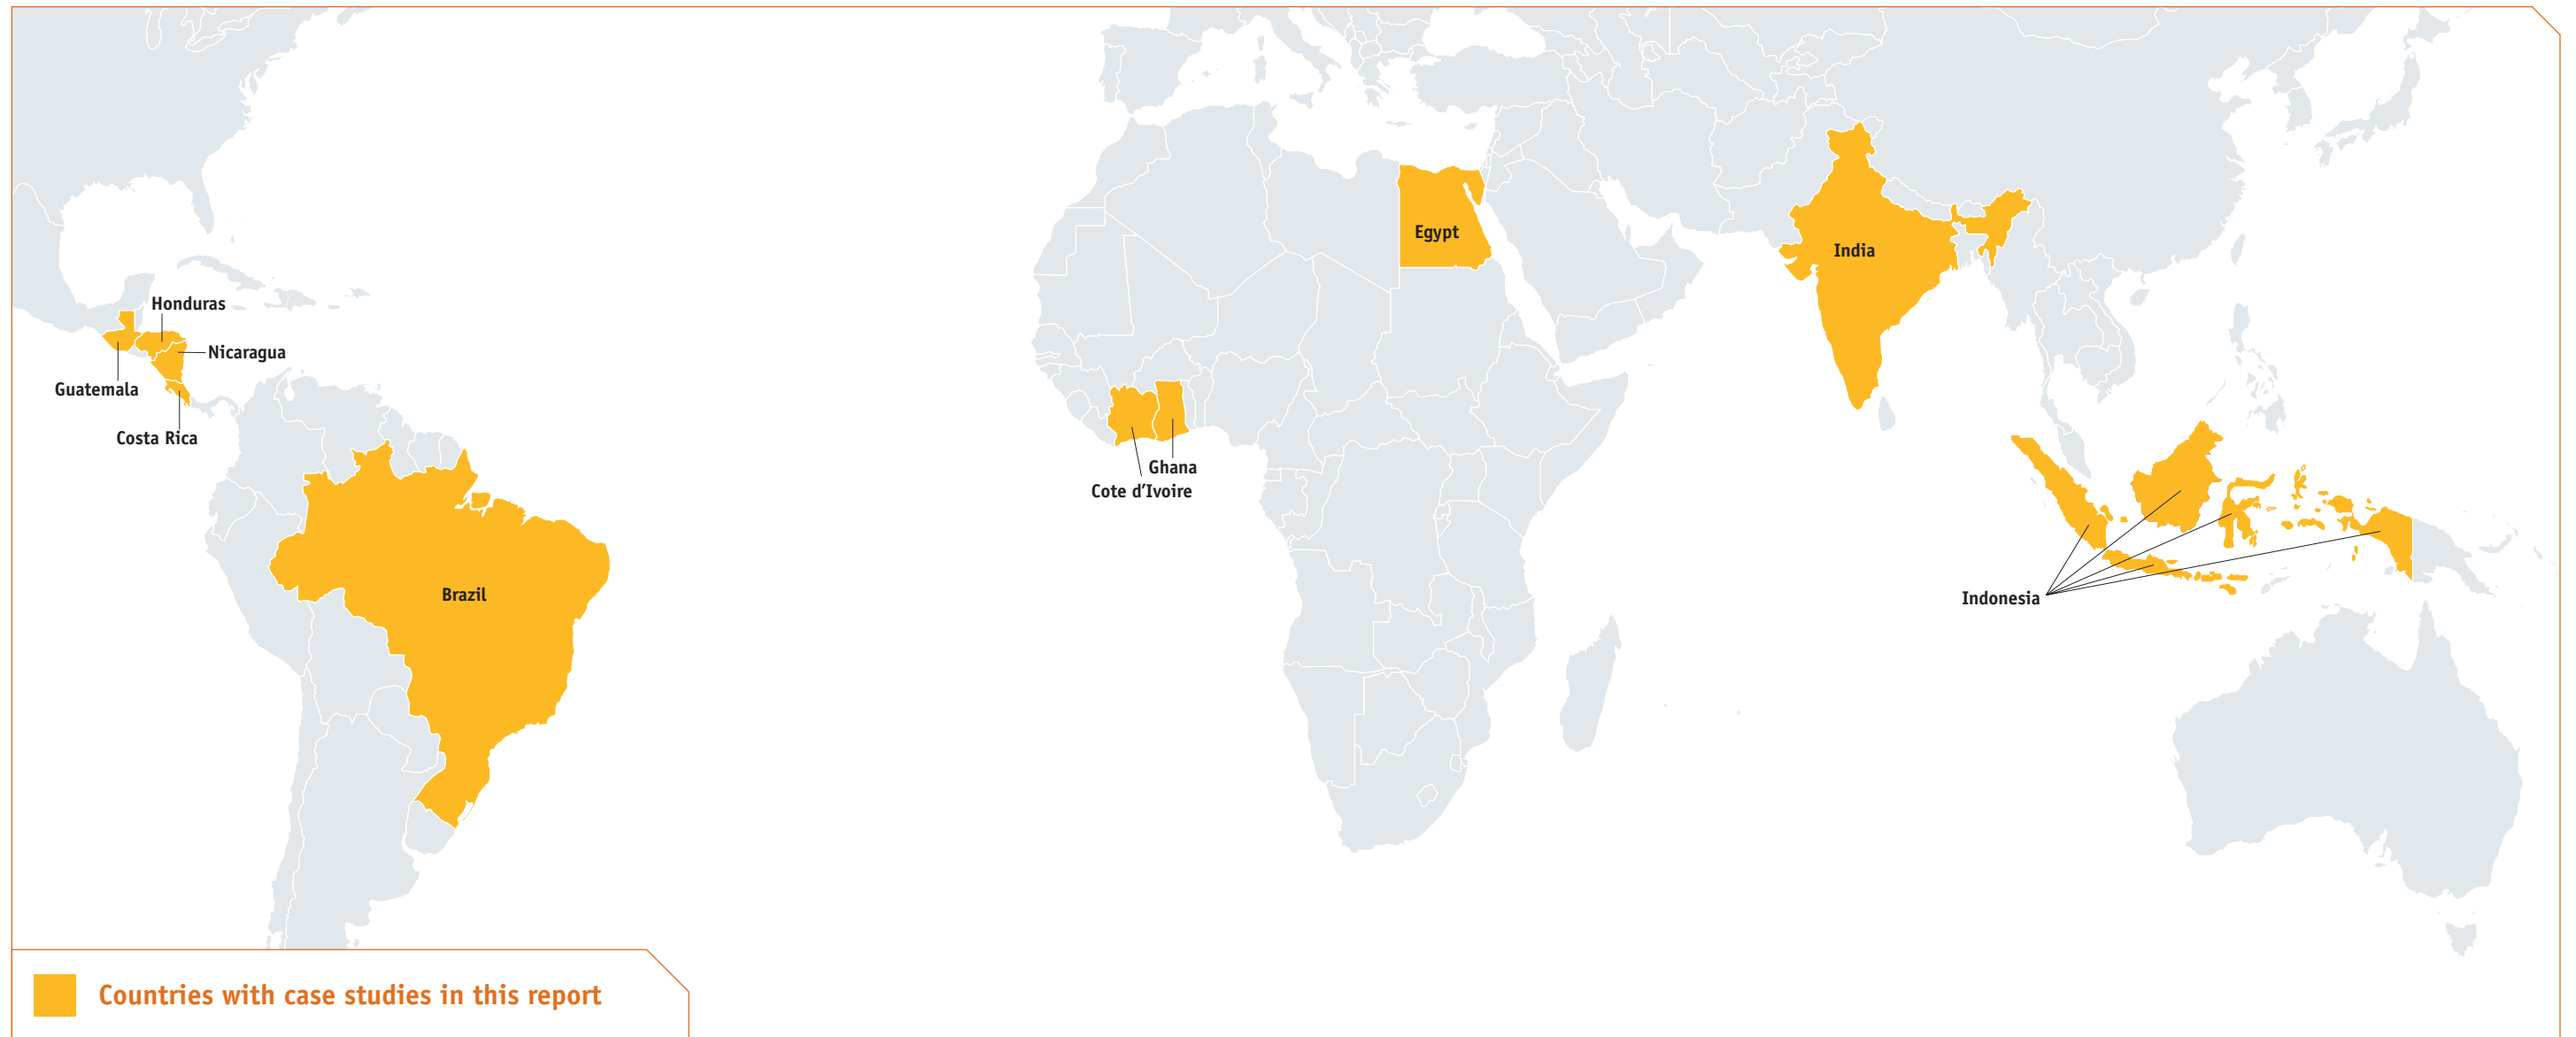 Egypt
India
Honduras
Nicaragua
Guatemala
Costa Rica
Ghana
Cote d’Ivoire
Brazil
Indonesia
Countries with case studies in this report